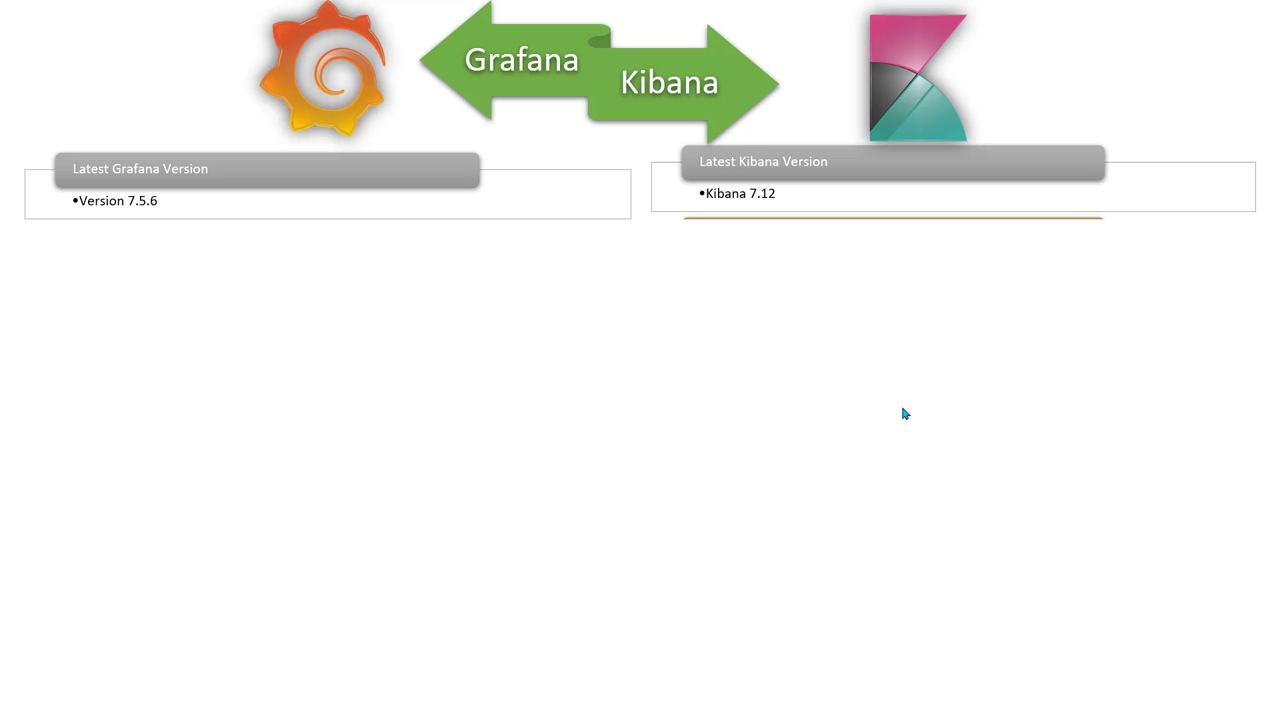 Grafana
Kibana
Latest Grafana Version
•Version 7.5.6
Latest Kibana Version
•Kibana 7.12